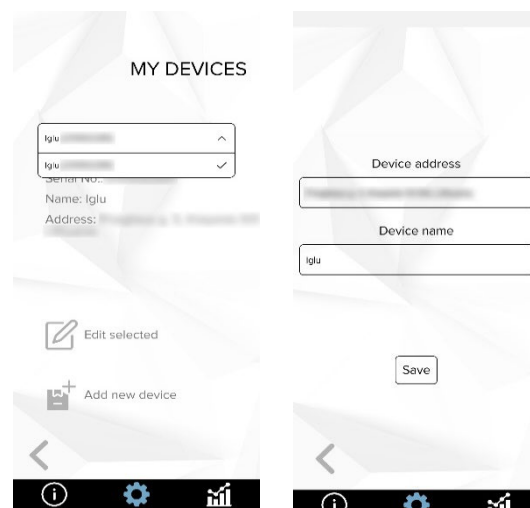 MY DEVICES
Iglu
Iglu
Serial No.:
Name: Iglu
Address:
Edit selected
Add new device
Device address
Device name
Iglu
Save